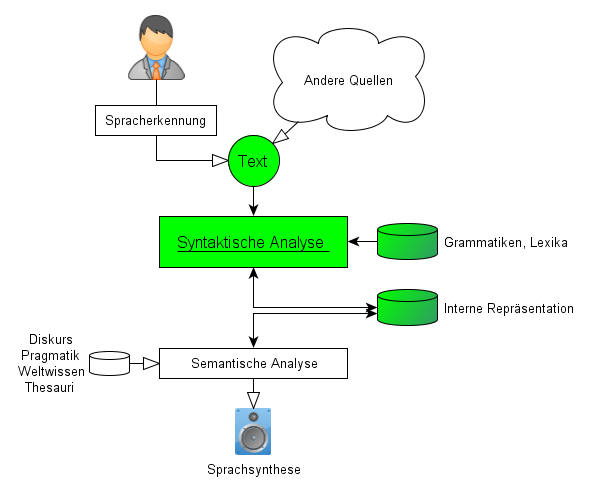 Andere Quellen
Spracherkennung
Text
Syntaktische Analyse
Grammatiken, Lexika
Interne Repräsentation
Diskurs
Pragmatik
Weltwissen
Thesauri
Semantische Analyse
Sprachsynthese